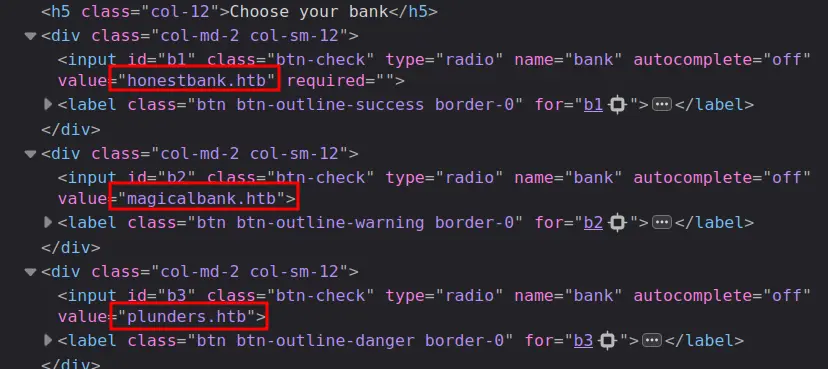 <h5 class="col-12">Choose your bank</h5>
<div class="col-md-2 col-sm-12">
<input id="b1" class="btn-check" type="radio" name="bank" autocomplete="off"
value="honestbank.htb" required="">
<label class="btn btn-outline-success border-0" for="b1">⋯</label>
</div>
<div class="col-md-2 col-sm-12">
<input id="b2" class="btn-check" type="radio" name="bank" autocomplete="off"
value="magicalbank.htb">
<label class="btn btn-outline-warning border-0" for="b2">⋯</label>
</div>
<div class="col-md-2 col-sm-12">
<input id="b3" class="btn-check" type="radio" name="bank" autocomplete="off"
value="plunders.htb">
<label class="btn btn-outline-danger border-0" for="b3">⋯</label>
</div>